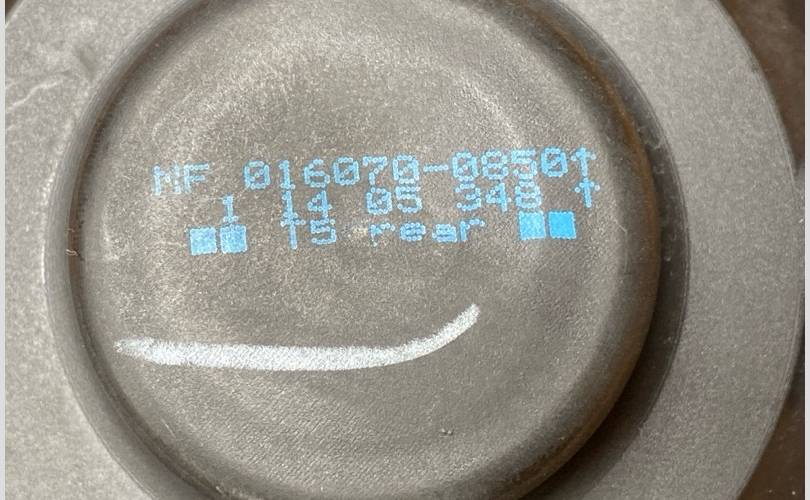 MF 016070-0850↑
1 14 05 348 ↑
■■ T5 rear ■■